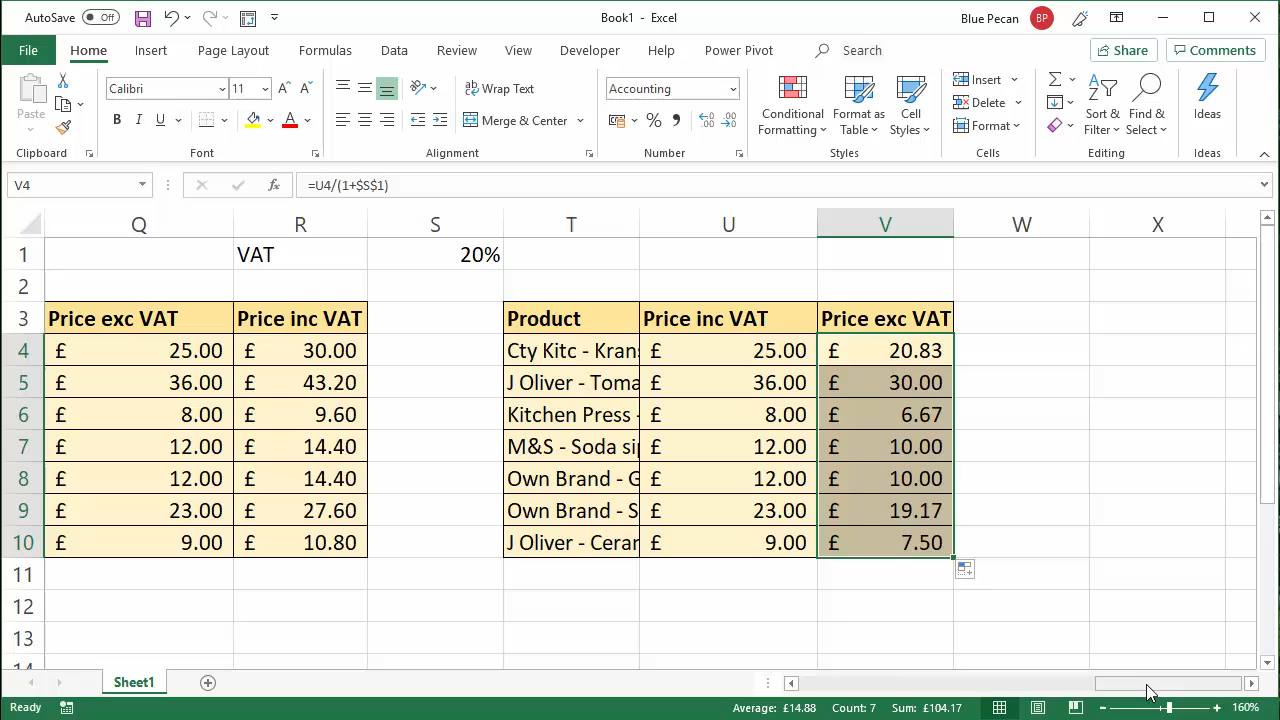 AutoSave Off Book1 - Excel Blue Pecan BP
File Home Insert Page Layout Formulas Data Review View Developer Help Power Pivot Search Share Comments
Paste Calibri 11 Wrap Text Accounting Conditional Formatting Format as Table Cell Styles Insert Sort & Filter Find & Select Ideas
B I U A Merge & Center % , Delete
Format
Clipboard Font Alignment Number Styles Cells Editing Ideas
V4 fx =U4/(1+$S$1)
Q R S T U V W X
1 VAT 20%
2
3 Price exc VAT Price inc VAT Product Price inc VAT Price exc VAT
4 £ 25.00 £ 30.00 Cty Kitc - Kran £ 25.00 £ 20.83
5 £ 36.00 £ 43.20 J Oliver - Toma £ 36.00 £ 30.00
6 £ 8.00 £ 9.60 Kitchen Press - £ 8.00 £ 6.67
7 £ 12.00 £ 14.40 M&S - Soda sip £ 12.00 £ 10.00
8 £ 12.00 £ 14.40 Own Brand - G £ 12.00 £ 10.00
9 £ 23.00 £ 27.60 Own Brand - S £ 23.00 £ 19.17
10 £ 9.00 £ 10.80 J Oliver - Ceran £ 9.00 £ 7.50
11
12
13
14
Sheet1
Ready Average: £14.88 Count: 7 Sum: £104.17 160%